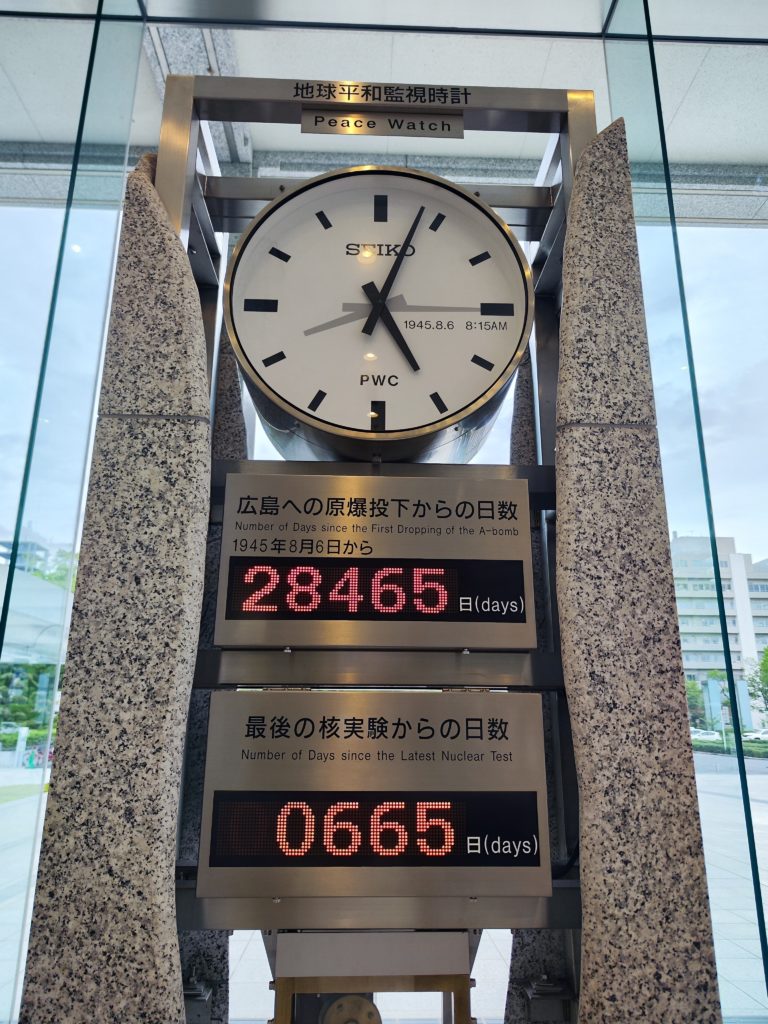 地球平和監視時計
Peace Watch
SEIKO
1945.8.6 8:15AM
PWC
広島への原爆投下からの日数
Number of Days since the First Dropping of the A-bomb
1945年8月6日から
28465 日(days)
最後の核実験からの日数
Number of Days since the Latest Nuclear Test
0665 日(days)